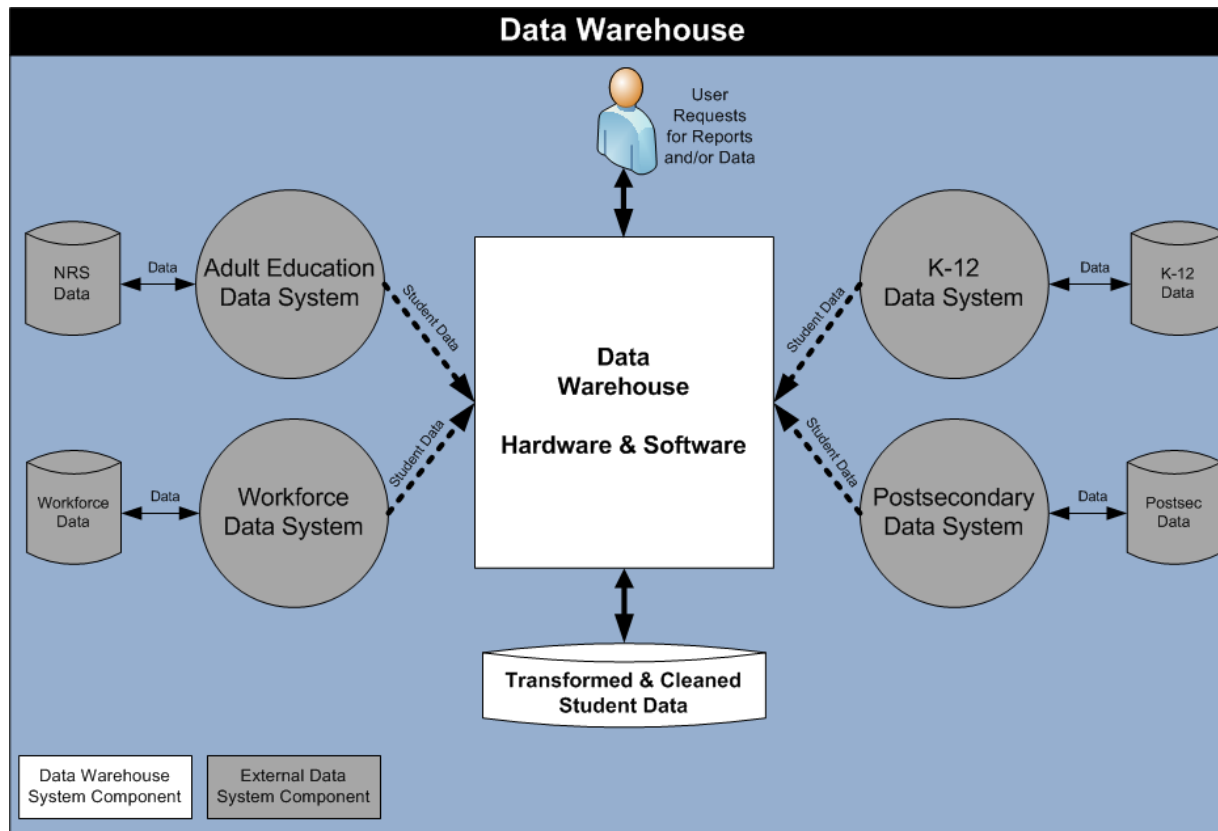 Data Warehouse
User
Requests
for Reports
and/or Data
NRS
Data
Data
Adult Education
Data System
Student Data
K-12
Data System
Student Data
Data
K-12
Data
Data
Warehouse
Hardware & Software
Workforce
Data
Data
Workforce
Data System
Student Data
Postsecondary
Data System
Student Data
Data
Postsec
Data
Transformed & Cleaned
Student Data
Data Warehouse
System Component
External Data
System Component